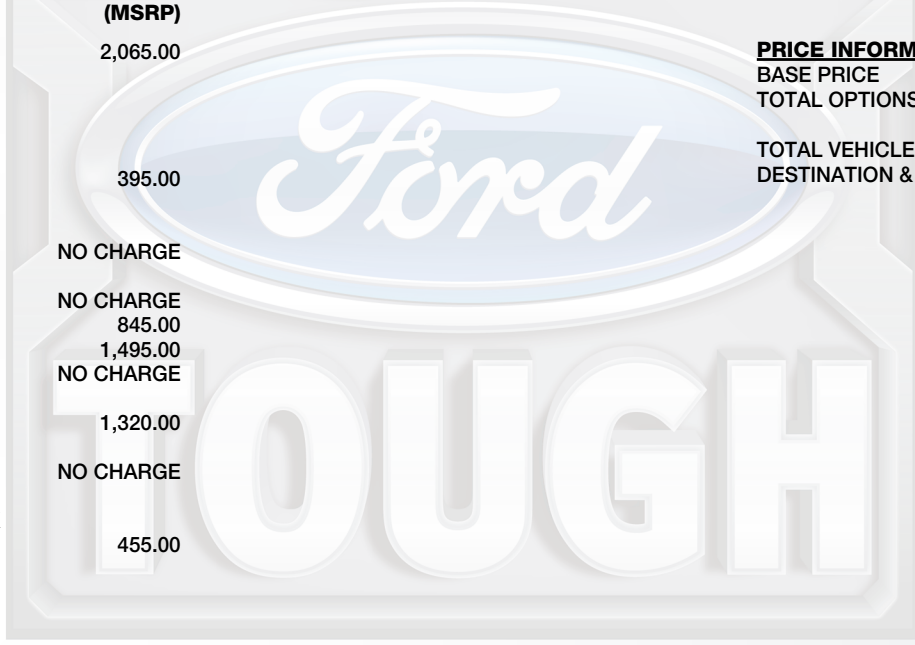 (MSRP)
2,065.00
395.00
NO CHARGE
NO CHARGE
845.00
1,495.00
NO CHARGE
1,320.00
NO CHARGE
455.00
PRICE INFORM
BASE PRICE
TOTAL OPTIONS
TOTAL VEHICLE
DESTINATION &
Ford
TOUGH